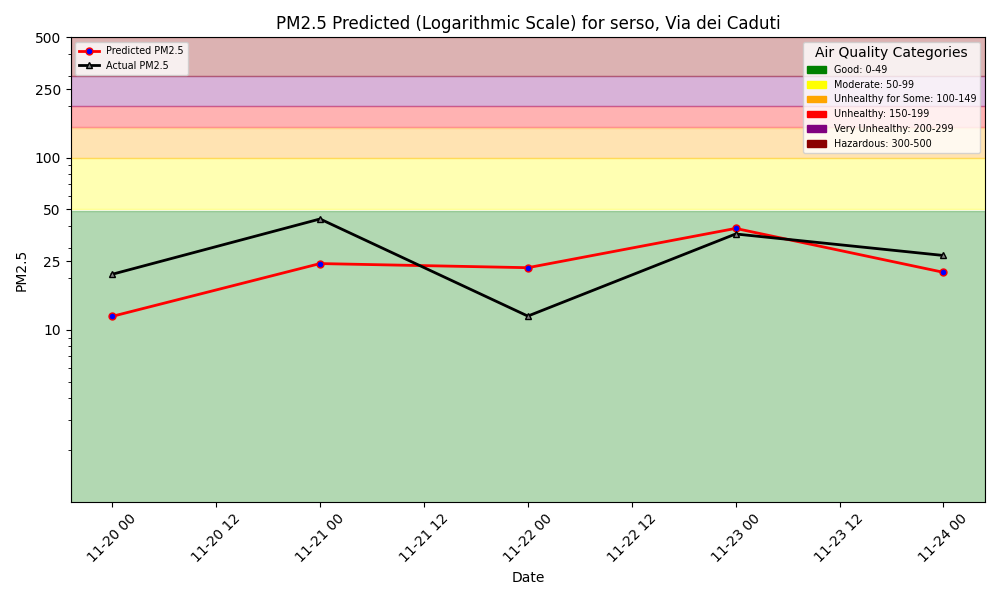 PM2.5 Predicted (Logarithmic Scale) for serso, Via dei Caduti
Predicted PM2.5
Actual PM2.5
Air Quality Categories
Good: 0-49
Moderate: 50-99
Unhealthy for Some: 100-149
Unhealthy: 150-199
Very Unhealthy: 200-299
Hazardous: 300-500
500
250
100
50
25
10
PM2.5
11-20 00
11-20 12
11-21 00
11-21 12
11-22 00
11-22 12
11-23 00
11-23 12
11-24 00
Date